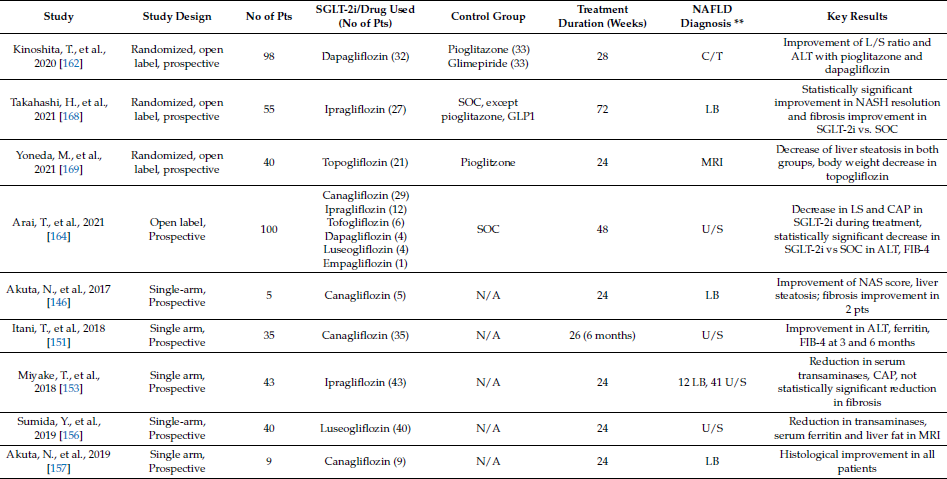 Study Study Design No of Pts SGLT-2i/Drug Used (No of Pts) Control Group Treatment Duration (Weeks) NAFLD Diagnosis ** Key Results
Kinoshita, T., et al., 2020 [162] Randomized, open label, prospective 98 Dapagliflozin (32) Pioglitazone (33) Glimepiride (33) 28 C/T Improvement of L/S ratio and ALT with pioglitazone and dapagliflozin
Takahashi, H., et al., 2021 [168] Randomized, open label, prospective 55 Ipragliflozin (27) SOC, except pioglitazone, GLP1 72 LB Statistically significant improvement in NASH resolution and fibrosis improvement in SGLT-2i vs. SOC
Yoneda, M., et al., 2021 [169] Randomized, open label, prospective 40 Topogliflozin (21) Pioglitzone 24 MRI Decrease of liver steatosis in both groups, body weight decrease in topogliflozin
Arai, T., et al., 2021 [164] Open label, Prospective 100 Canagliflozin (29) Ipragliflozin (12) Tofogliflozin (6) Dapagliflozin (4) Luseogliflozin (4) Empagliflozin (1) SOC 48 U/S Decrease in LS and CAP in SGLT-2i during treatment, statistically significant decrease in SGLT-2i vs SOC in ALT, FIB-4
Akuta, N., et al., 2017 [146] Single-arm, Prospective 5 Canagliflozin (5) N/A 24 LB Improvement of NAS score, liver steatosis; fibrosis improvement in 2 pts
Itani, T., et al., 2018 [151] Single arm, Prospective 35 Canagliflozin (35) N/A 26 (6 months) U/S Improvement in ALT, ferritin, FIB-4 at 3 and 6 months
Miyake, T., et al., 2018 [153] Single arm, Prospective 43 Ipragliflozin (43) N/A 24 12 LB, 41 U/S Reduction in serum transaminases, CAP, not statistically significant reduction in fibrosis
Sumida, Y., et al., 2019 [156] Single-arm, Prospective 40 Luseogliflozin (40) N/A 24 U/S Reduction in transaminases, serum ferritin and liver fat in MRI
Akuta, N., et al., 2019 [157] Single arm, Prospective 9 Canagliflozin (9) N/A 24 LB Histological improvement in all patients